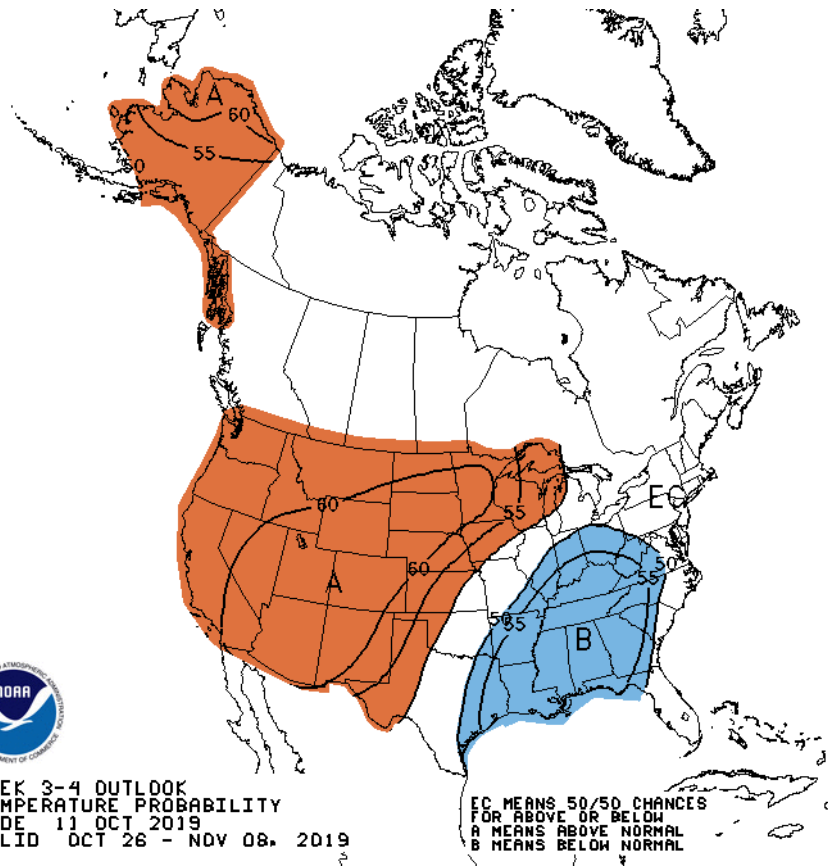 A
60
55
60
A
60
55
EC
50
55
55
B
NOAA
EK 3-4 OUTLOOK
MPERATURE PROBABILITY
DE 11 OCT 2019
LID OCT 26 - NOV 08, 2019
EC MEANS 50/50 CHANCES
FOR ABOVE OR BELOW
A MEANS ABOVE NORMAL
B MEANS BELOW NORMAL